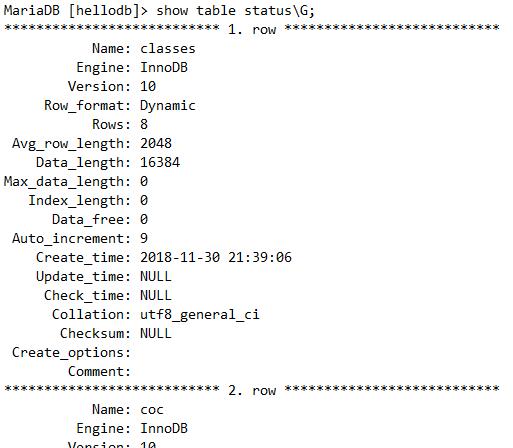 MariaDB [hellodb]> show table status\G;
*************************** 1. row ***************************
Name: classes
Engine: InnoDB
Version: 10
Row_format: Dynamic
Rows: 8
Avg_row_length: 2048
Data_length: 16384
Max_data_length: 0
Index_length: 0
Data_free: 0
Auto_increment: 9
Create_time: 2018-11-30 21:39:06
Update_time: NULL
Check_time: NULL
Collation: utf8_general_ci
Checksum: NULL
Create_options:
Comment:
*************************** 2. row ***************************
Name: coc
Engine: InnoDB
Version: 10